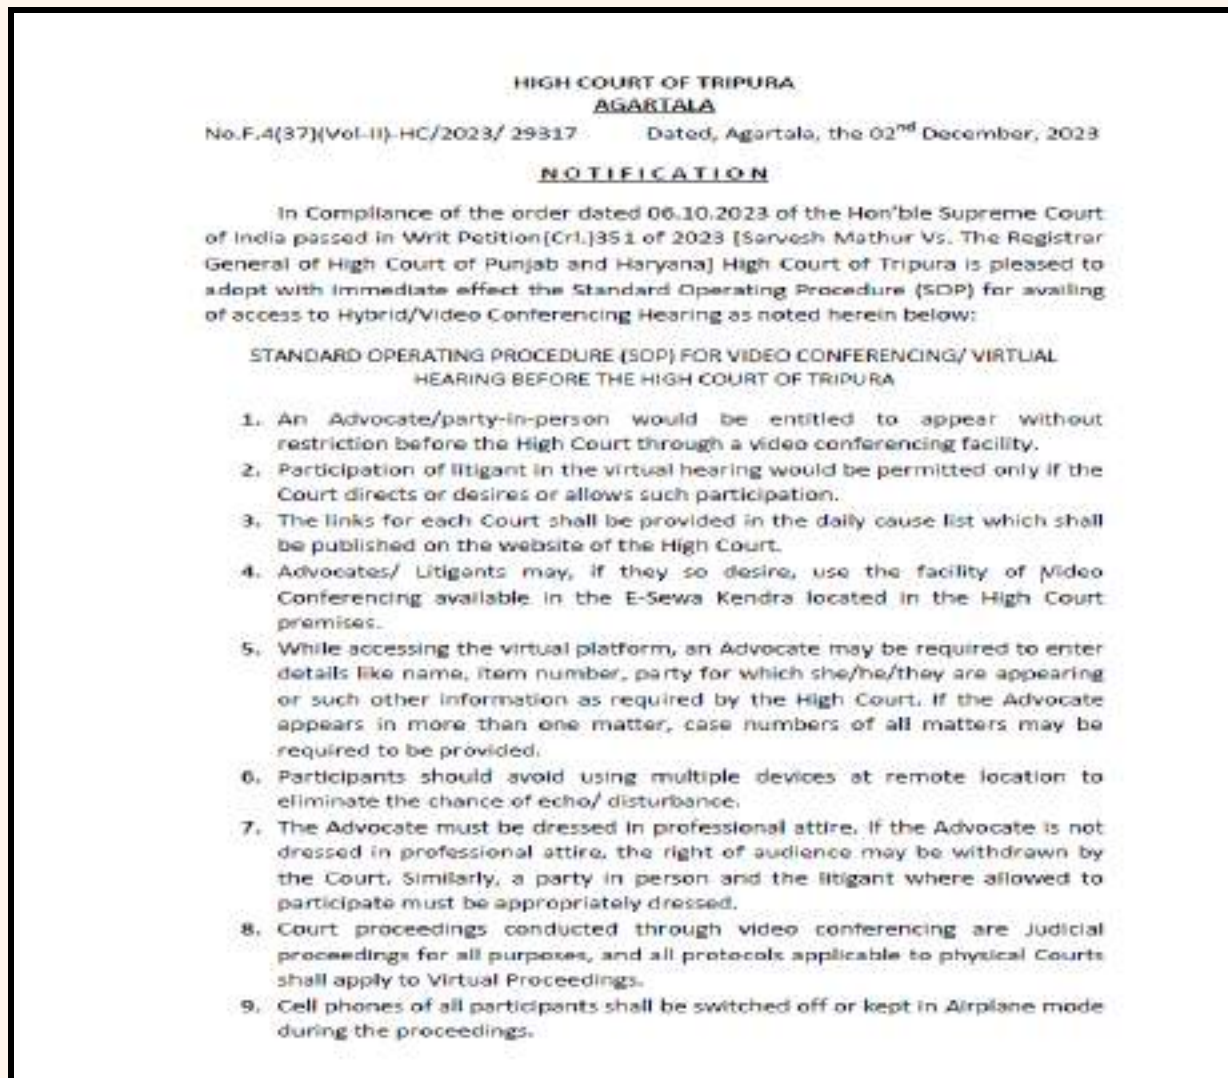 HIGH COURT OF TRIPURA
AGARTALA
No.F.4(37)(Vol-II)-HC/2023/ 29317 Dated, Agartala, the 02nd December, 2023
NOTIFICATION
In Compliance of the order dated 06.10.2023 of the Hon'ble Supreme Court
of India passed in Writ Petition(Crl.)351 of 2023 [Sarvesh Mathur Vs. The Registrar
General of High Court of Punjab and Haryana] High Court of Tripura is pleased to
adopt with immediate effect the Standard Operating Procedure (SOP) for availing
of access to Hybrid/Video Conferencing Hearing as noted herein below:
STANDARD OPERATING PROCEDURE (SOP) FOR VIDEO CONFERENCING/ VIRTUAL
HEARING BEFORE THE HIGH COURT OF TRIPURA
1. An Advocate/party-in-person would be entitled to appear without
restriction before the High Court through a video conferencing facility.
2. Participation of litigant in the virtual hearing would be permitted only if the
Court directs or desires or allows such participation.
3. The links for each Court shall be provided in the daily cause list which shall
be published on the website of the High Court.
4. Advocates/ Litigants may, if they so desire, use the facility of Video
Conferencing available in the E-Sewa Kendra located in the High Court
premises.
5. While accessing the virtual platform, an Advocate may be required to enter
details like name, item number, party for which she/he/they are appearing
or such other information as required by the High Court. If the Advocate
appears in more than one matter, case numbers of all matters may be
required to be provided.
6. Participants should avoid using multiple devices at remote location to
eliminate the chance of echo/ disturbance.
7. The Advocate must be dressed in professional attire. If the Advocate is not
dressed in professional attire, the right of audience may be withdrawn by
the Court. Similarly, a party in person and the litigant where allowed to
participate must be appropriately dressed.
8. Court proceedings conducted through video conferencing are Judicial
proceedings for all purposes, and all protocols applicable to physical Courts
shall apply to Virtual Proceedings.
9. Cell phones of all participants shall be switched off or kept in Airplane mode
during the proceedings.